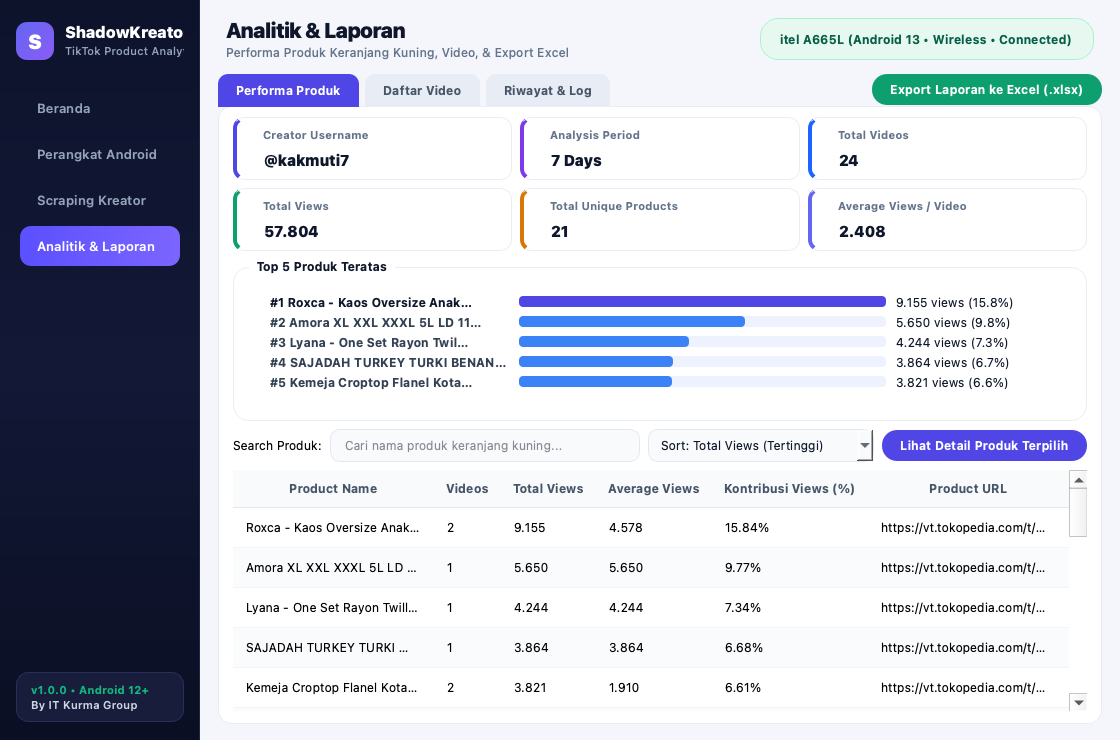 S
ShadowKreato
TikTok Product Analy
Beranda
Perangkat Android
Scraping Kreator
Analitik & Laporan
v1.0.0 • Android 12+
By IT Kurma Group
Analitik & Laporan
Performa Produk Keranjang Kuning, Video, & Export Excel
itel A665L (Android 13 • Wireless • Connected)
Performa Produk
Daftar Video
Riwayat & Log
Export Laporan ke Excel (.xlsx)
Creator Username
@kakmuti7
Analysis Period
7 Days
Total Videos
24
Total Views
57.804
Total Unique Products
21
Average Views / Video
2.408
Top 5 Produk Teratas
#1 Roxca - Kaos Oversize Anak... 9.155 views (15.8%)
#2 Amora XL XXL XXXL 5L LD 11... 5.650 views (9.8%)
#3 Lyana - One Set Rayon Twil... 4.244 views (7.3%)
#4 SAJADAH TURKEY TURKI BENAN... 3.864 views (6.7%)
#5 Kemeja Croptop Flanel Kota... 3.821 views (6.6%)
Search Produk: Cari nama produk keranjang kuning... Sort: Total Views (Tertinggi) Lihat Detail Produk Terpilih
Product Name Videos Total Views Average Views Kontribusi Views (%) Product URL
Roxca - Kaos Oversize Anak... 2 9.155 4.578 15.84% https://vt.tokopedia.com/t/...
Amora XL XXL XXXL 5L LD ... 1 5.650 5.650 9.77% https://vt.tokopedia.com/t/...
Lyana - One Set Rayon Twill... 1 4.244 4.244 7.34% https://vt.tokopedia.com/t/...
SAJADAH TURKEY TURKI ... 1 3.864 3.864 6.68% https://vt.tokopedia.com/t/...
Kemeja Croptop Flanel Kota... 2 3.821 1.910 6.61% https://vt.tokopedia.com/t/...